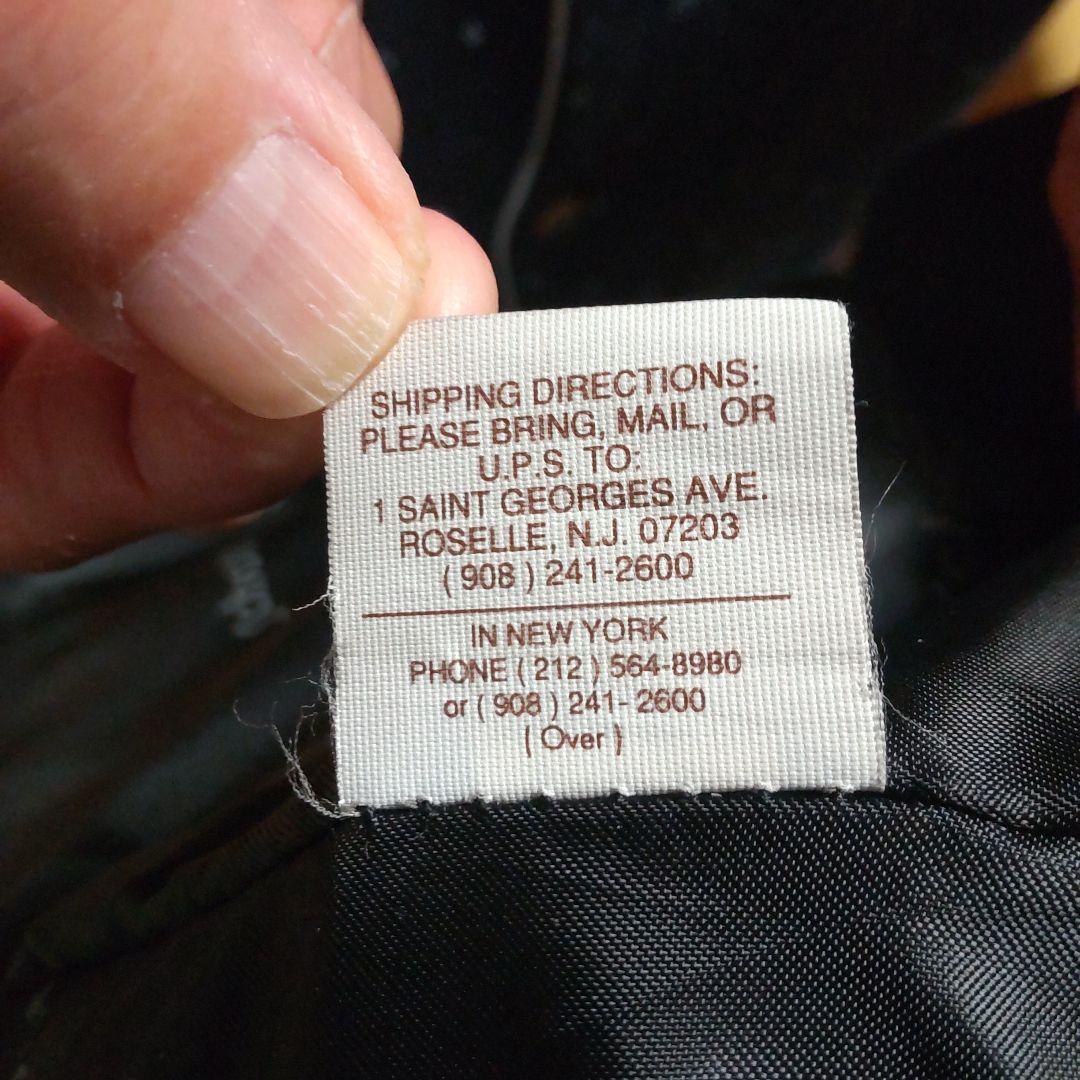 SHIPPING DIRECTIONS:
PLEASE BRING, MAIL, OR
U.P.S. TO:
1 SAINT GEORGES AVE.
ROSELLE, N.J. 07203
( 908 ) 241-2600
IN NEW YORK
PHONE ( 212 ) 564-8980
or ( 908 ) 241- 2600
( Over )